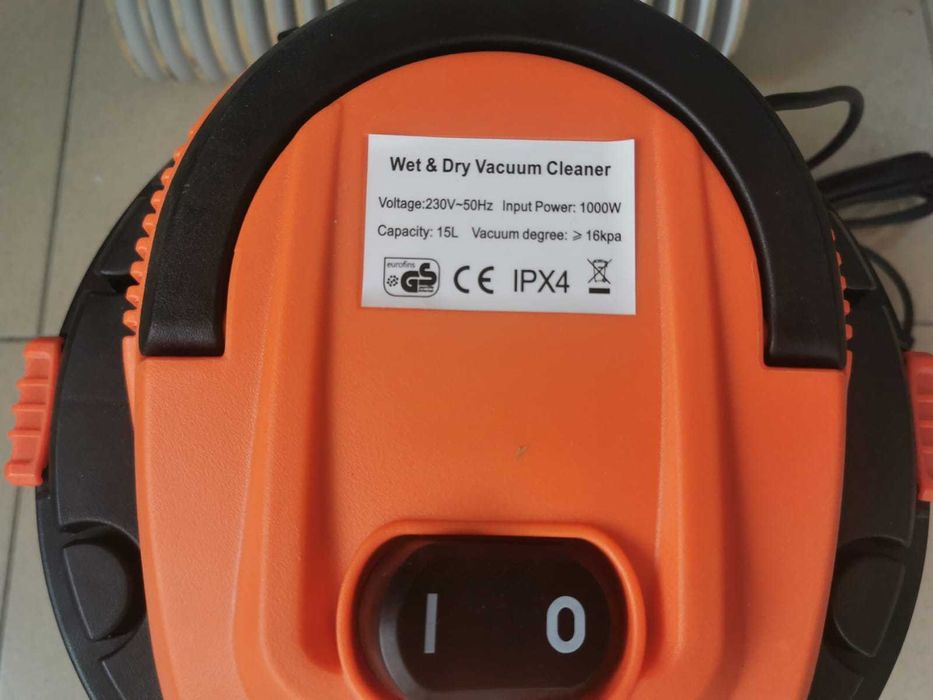 Wet & Dry Vacuum Cleaner
Voltage:230V~50Hz Input Power: 1000W
Capacity: 15L Vacuum degree: ⩾ 16kpa
eurofins
GS CE IPX4
I O